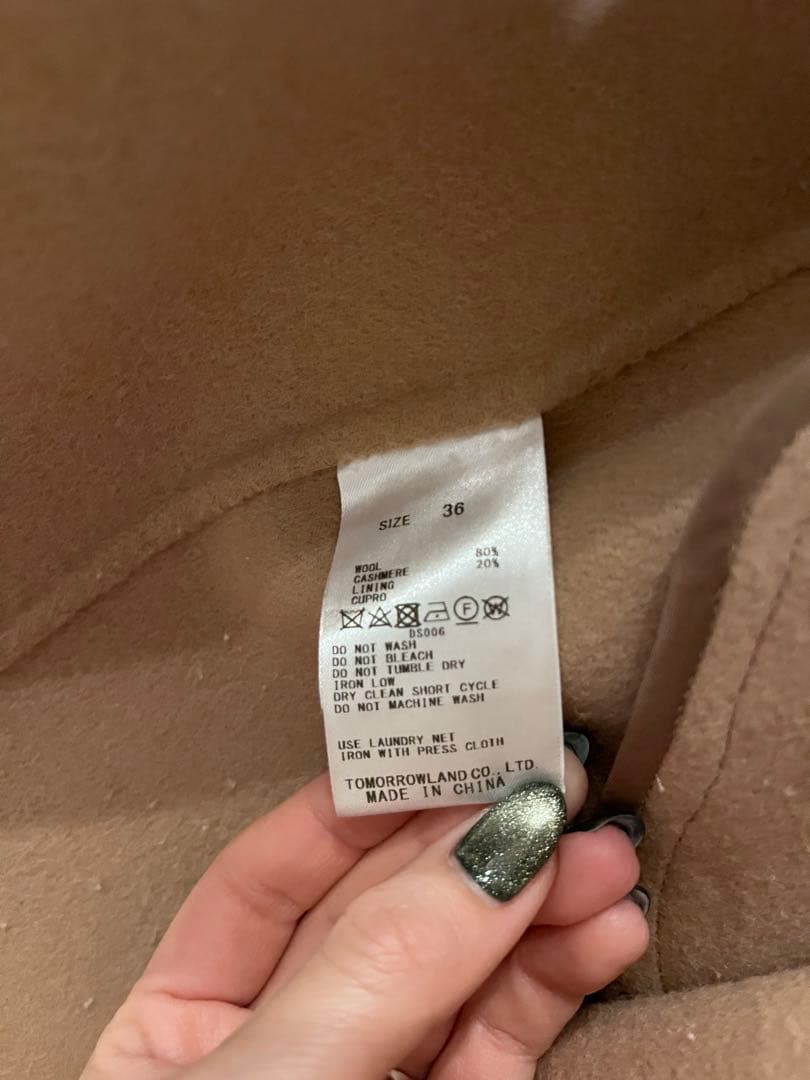 SIZE 36
WOOL 80%
CASHMERE 20%
LINING
CUPRO
F W
DS006
DO NOT WASH
DO NOT BLEACH
DO NOT TUMBLE DRY
IRON LOW
DRY CLEAN SHORT CYCLE
DO NOT MACHINE WASH
USE LAUNDRY NET
IRON WITH PRESS CLOTH
TOMORROWLAND CO., LTD.
MADE IN CHINA